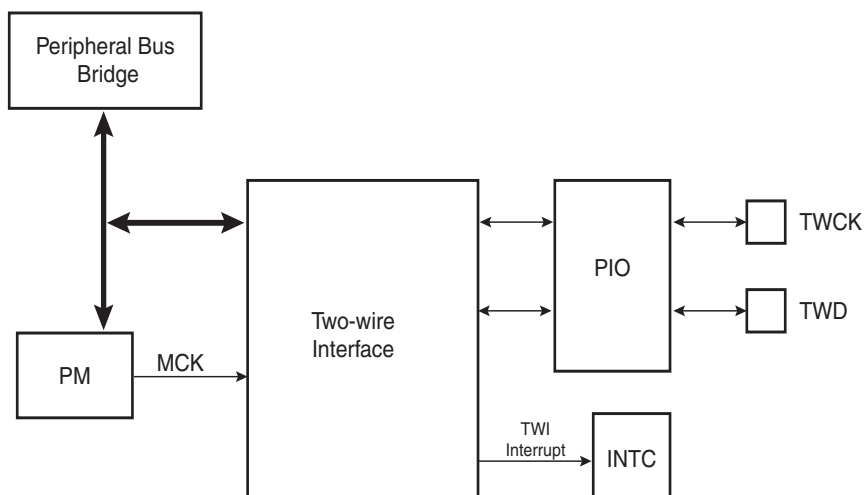 Peripheral Bus
Bridge
TWCK
PIO
TWD
Two-wire
Interface
MCK
PM
TWI
Interrupt
INTC